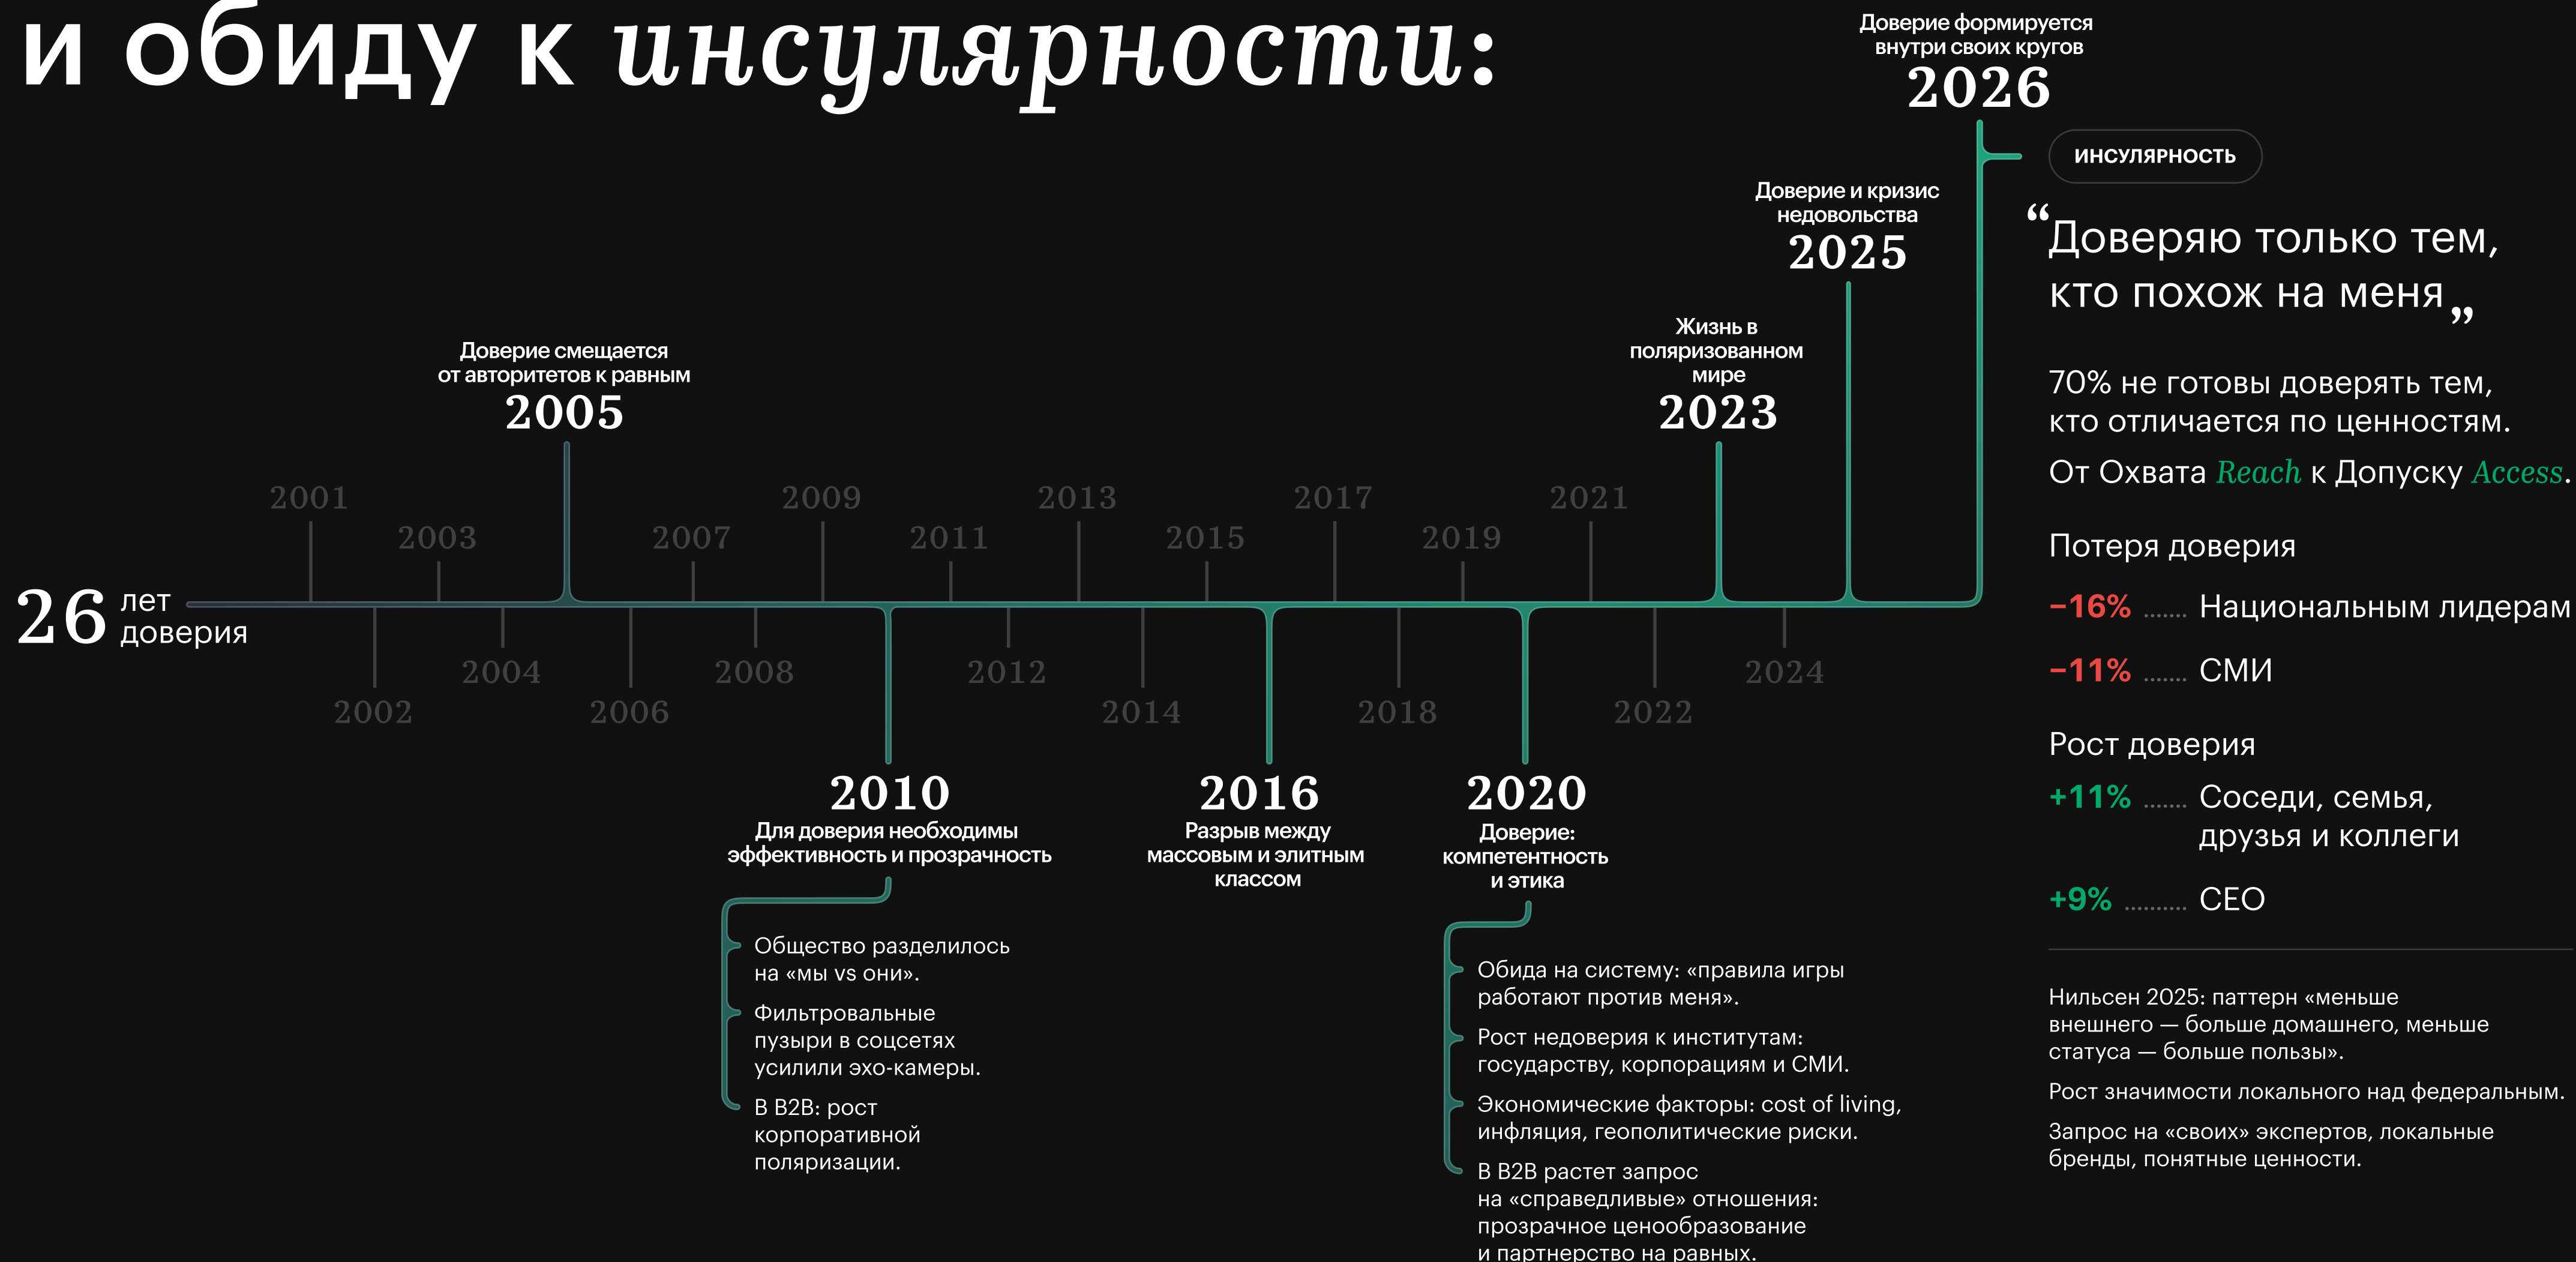 и обиду к инсулярности:
Доверие формируется
внутри своих кругов
2026
ИНСУЛЯРНОСТЬ
Доверие и кризис
недовольства
2025
Жизнь в
поляризованном
мире
2023
Доверие смещается
от авторитетов к равным
2005
2001
2003
2007
2009
2011
2013
2015
2017
2019
2021
26 лет
доверия
2002
2004
2006
2008
2012
2014
2018
2022
2024
2010
Для доверия необходимы
эффективность и прозрачность
Общество разделилось
на «мы vs они».
Фильтровальные
пузыри в соцсетях
усилили эхо-камеры.
В B2B: рост
корпоративной
поляризации.
2016
Разрыв между
массовым и элитным
классом
2020
Доверие:
компетентность
и этика
Обида на систему: «правила игры
работают против меня».
Рост недоверия к институтам:
государству, корпорациям и СМИ.
Экономические факторы: cost of living,
инфляция, геополитические риски.
В B2B растет запрос
на «справедливые» отношения:
прозрачное ценообразование
и партнерство на равных.
“Доверяю только тем,
кто похож на меня”
70% не готовы доверять тем,
кто отличается по ценностям.
От Охвата Reach к Допуску Access.
Потеря доверия
−16% ....... Национальным лидерам
−11% ....... СМИ
Рост доверия
+11% ....... Соседи, семья,
друзья и коллеги
+9% .......... CEO
Нильсен 2025: паттерн «меньше
внешнего — больше домашнего, меньше
статуса — больше пользы».
Рост значимости локального над федеральным.
Запрос на «своих» экспертов, локальные
бренды, понятные ценности.